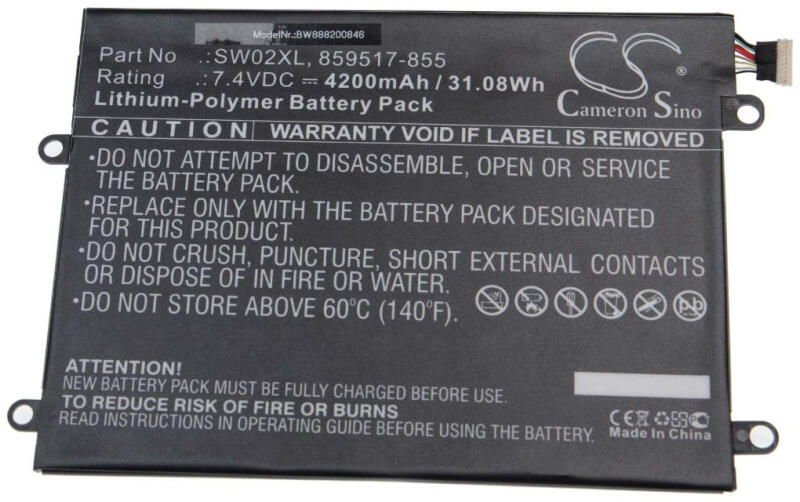 ModelNr.:BW888200846
Part No .:SW02XL, 859517-855
Rating .:7.4VDC ⎓ 4200mAh / 31.08Wh
Lithium-Polymer Battery Pack
CS
Cameron Sino
CAUTION WARRANTY VOID IF LABEL IS REMOVED
•DO NOT ATTEMPT TO DISASSEMBLE, OPEN OR SERVICE
THE BATTERY PACK.
•REPLACE ONLY WITH THE BATTERY PACK DESIGNATED
FOR THIS PRODUCT.
•DO NOT CRUSH, PUNCTURE, SHORT EXTERNAL CONTACTS
OR DISPOSE OF IN FIRE OR WATER.
•DO NOT STORE ABOVE 60°C (140°F).
Pb
ATTENTION!
NEW BATTERY PACK MUST BE FULLY CHARGED BEFORE USE.
TO REDUCE RISK OF FIRE OR BURNS
READ INSTRUCTIONS IN OPERATING GUIDE BEFORE USING THE BATTERY.
CE
Made In China